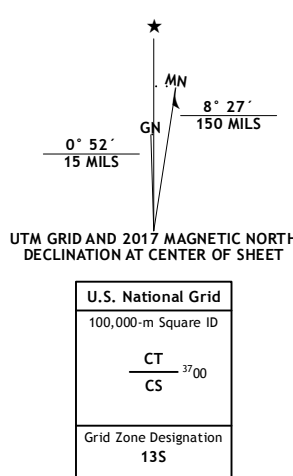 ★
MN
8° 27´
150 MILS
GN
0° 52´
15 MILS
UTM GRID AND 2017 MAGNETIC NORTH
DECLINATION AT CENTER OF SHEET
U.S. National Grid
100,000-m Square ID
CT
3700
CS
Grid Zone Designation
13S